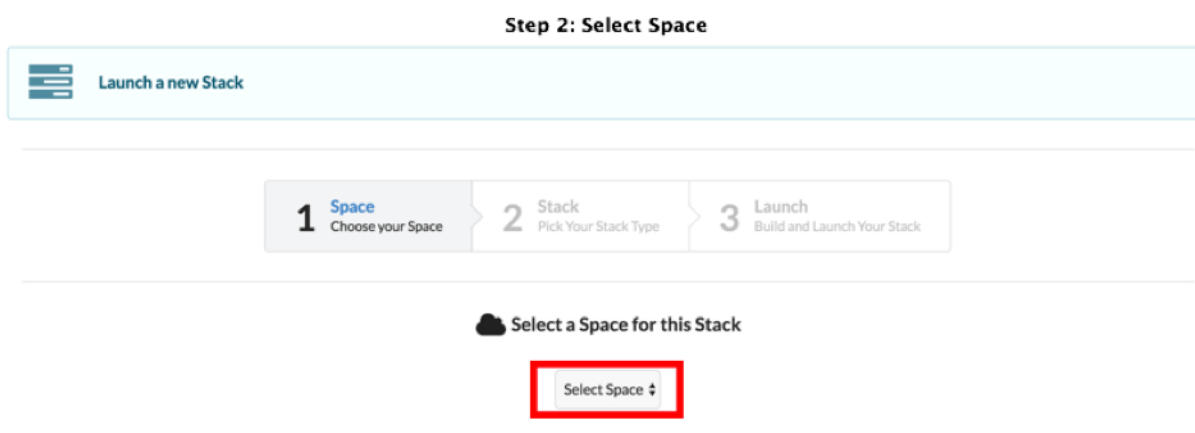 Step 2: Select Space
Launch a new Stack
1 Space
Choose your Space
2 Stack
Pick Your Stack Type
3 Launch
Build and Launch Your Stack
Select a Space for this Stack
Select Space